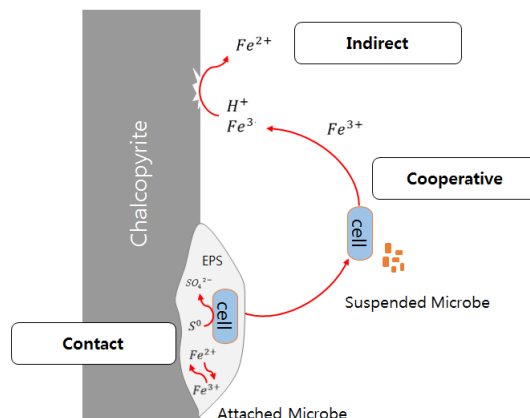 Fe²⁺
Indirect
H⁺
Fe³·
Fe³⁺
Chalcopyrite
Cooperative
cell
EPS
SO₄²⁻
cell
Suspended Microbe
S⁰
Contact
Fe²⁺
Fe³⁺
Attached Microbe